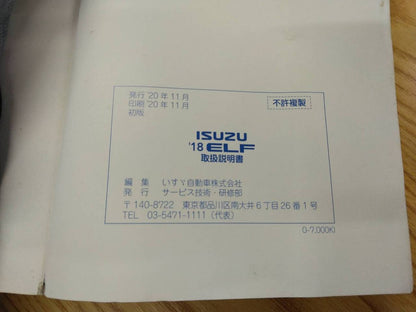 発行 '20 年 11 月
印刷 '20 年 11 月
初版
不許複製
ISUZU
'18 ELF
取扱説明書
編 集 いすゞ自動車株式会社
発 行 サービス技術・研修部
〒140-8722 東京都品川区南大井 6 丁目 26 番 1 号
TEL 03-5471-1111 (代表)
0-7,000KI